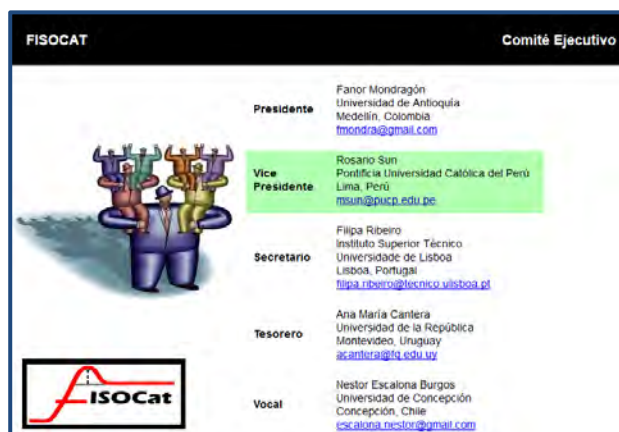 FISOCAT
Comité Ejecutivo
Presidente
Fanor Mondragón
Universidad de Antioquía
Medellín, Colombia
fmondra@gmail.com
Vice
Presidente
Rosario Sun
Pontificia Universidad Católica del Perú
Lima, Perú
msun@pucp.edu.pe
Secretario
Filipa Ribeiro
Instituto Superior Técnico
Universidade de Lisboa
Lisboa, Portugal
filipa.ribeiro@tecnico.ulisboa.pt
Tesorero
Ana María Cantera
Universidad de la República
Montevideo, Uruguay
acantera@fq.edu.uy
Vocal
Nestor Escalona Burgos
Universidad de Concepción
Concepción, Chile
escalona.nestor@gmail.com
FISOCat